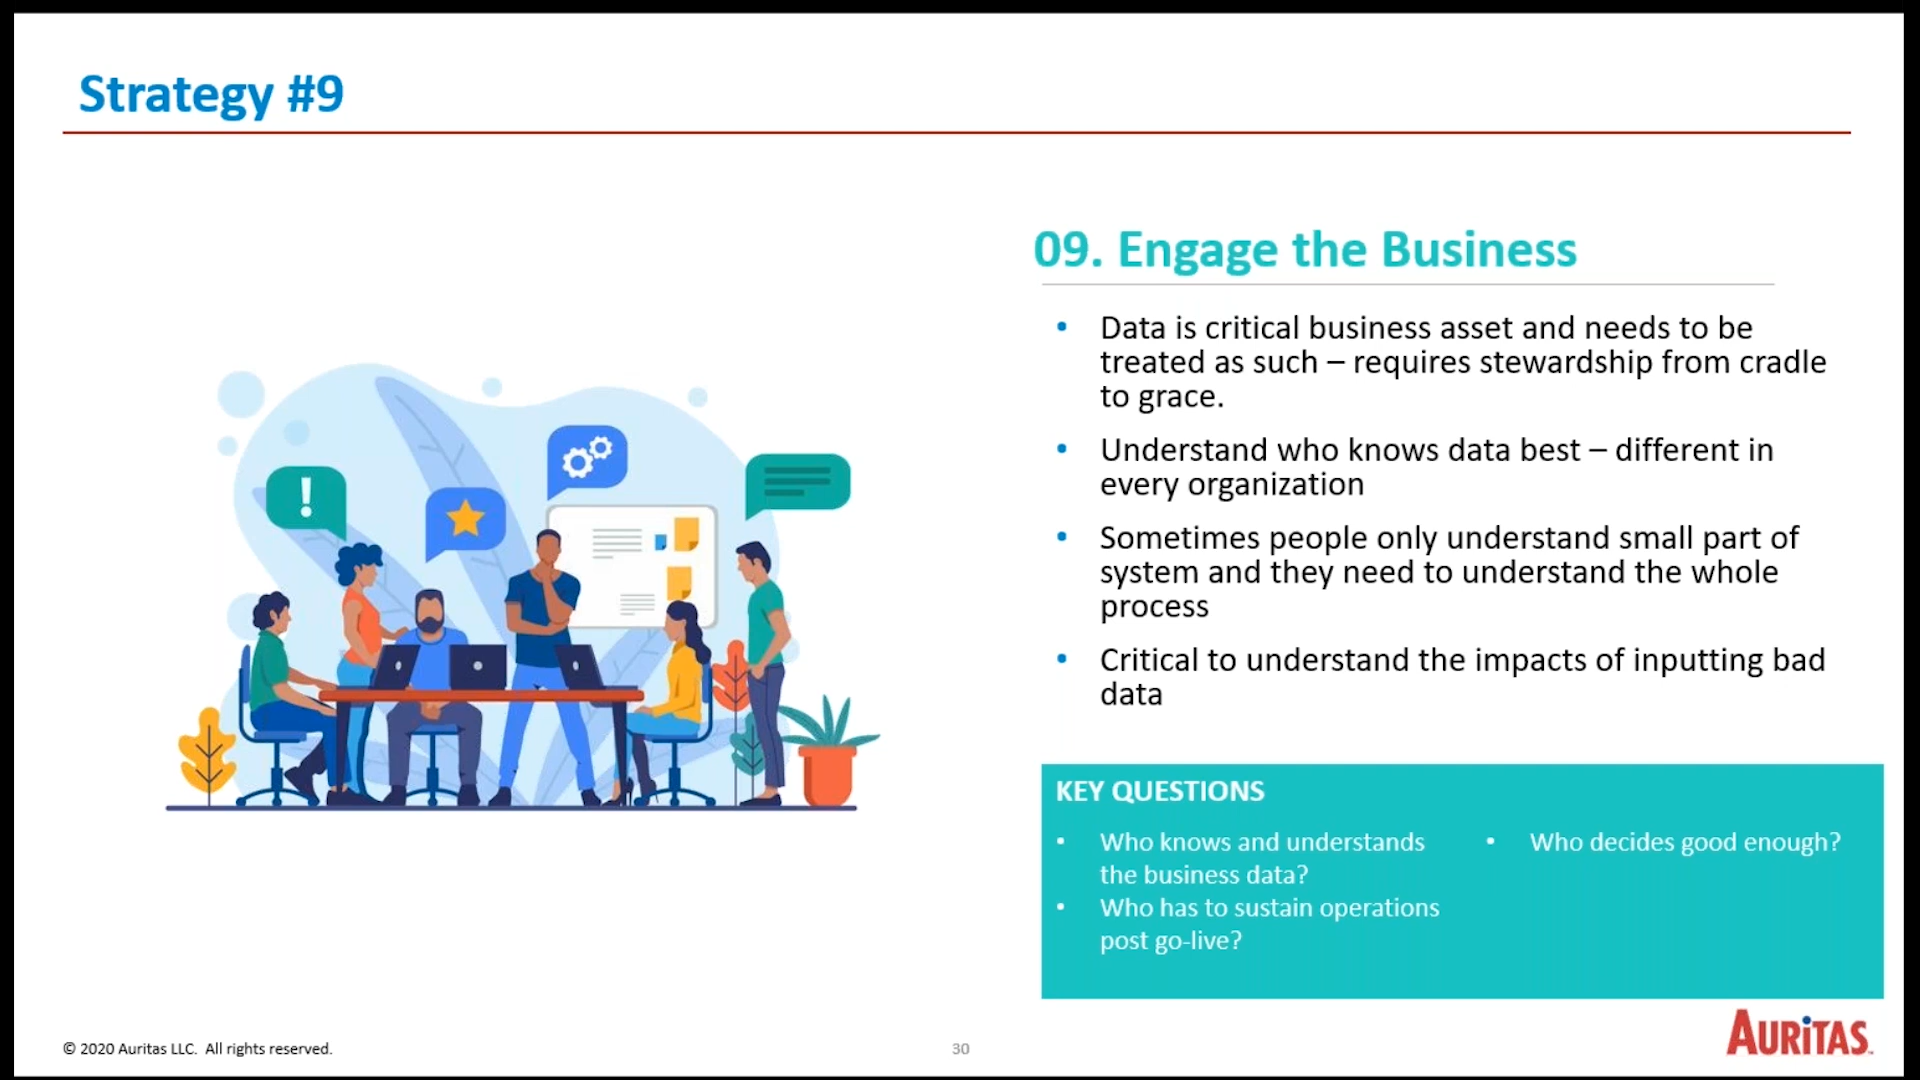 Strategy #9
09. Engage the Business
• Data is critical business asset and needs to be
treated as such – requires stewardship from cradle
to grace.
• Understand who knows data best – different in
every organization
• Sometimes people only understand small part of
system and they need to understand the whole
process
• Critical to understand the impacts of inputting bad
data
!
KEY QUESTIONS
• Who knows and understands
the business data?
• Who has to sustain operations
post go-live?
• Who decides good enough?
© 2020 Auritas LLC. All rights reserved.
30
AURiTAS™